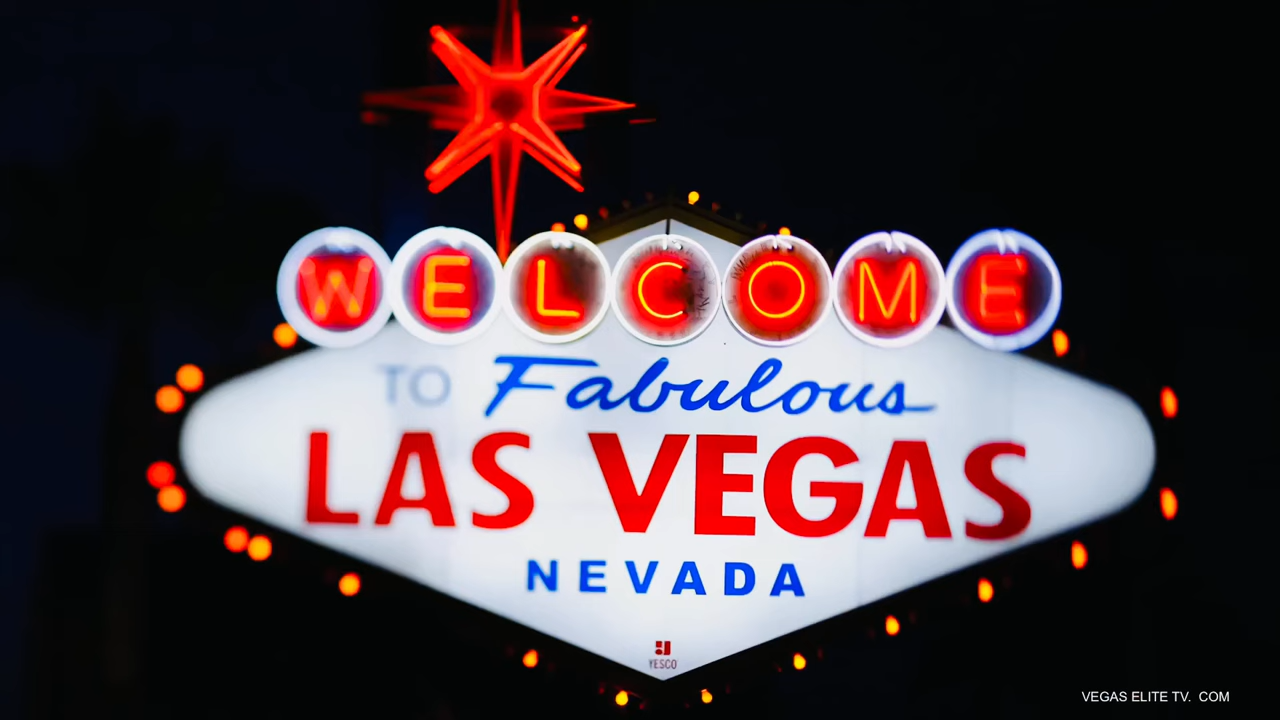 WELCOME
TO Fabulous
LAS VEGAS
NEVADA
YESCO
VEGAS ELITE TV.  COM